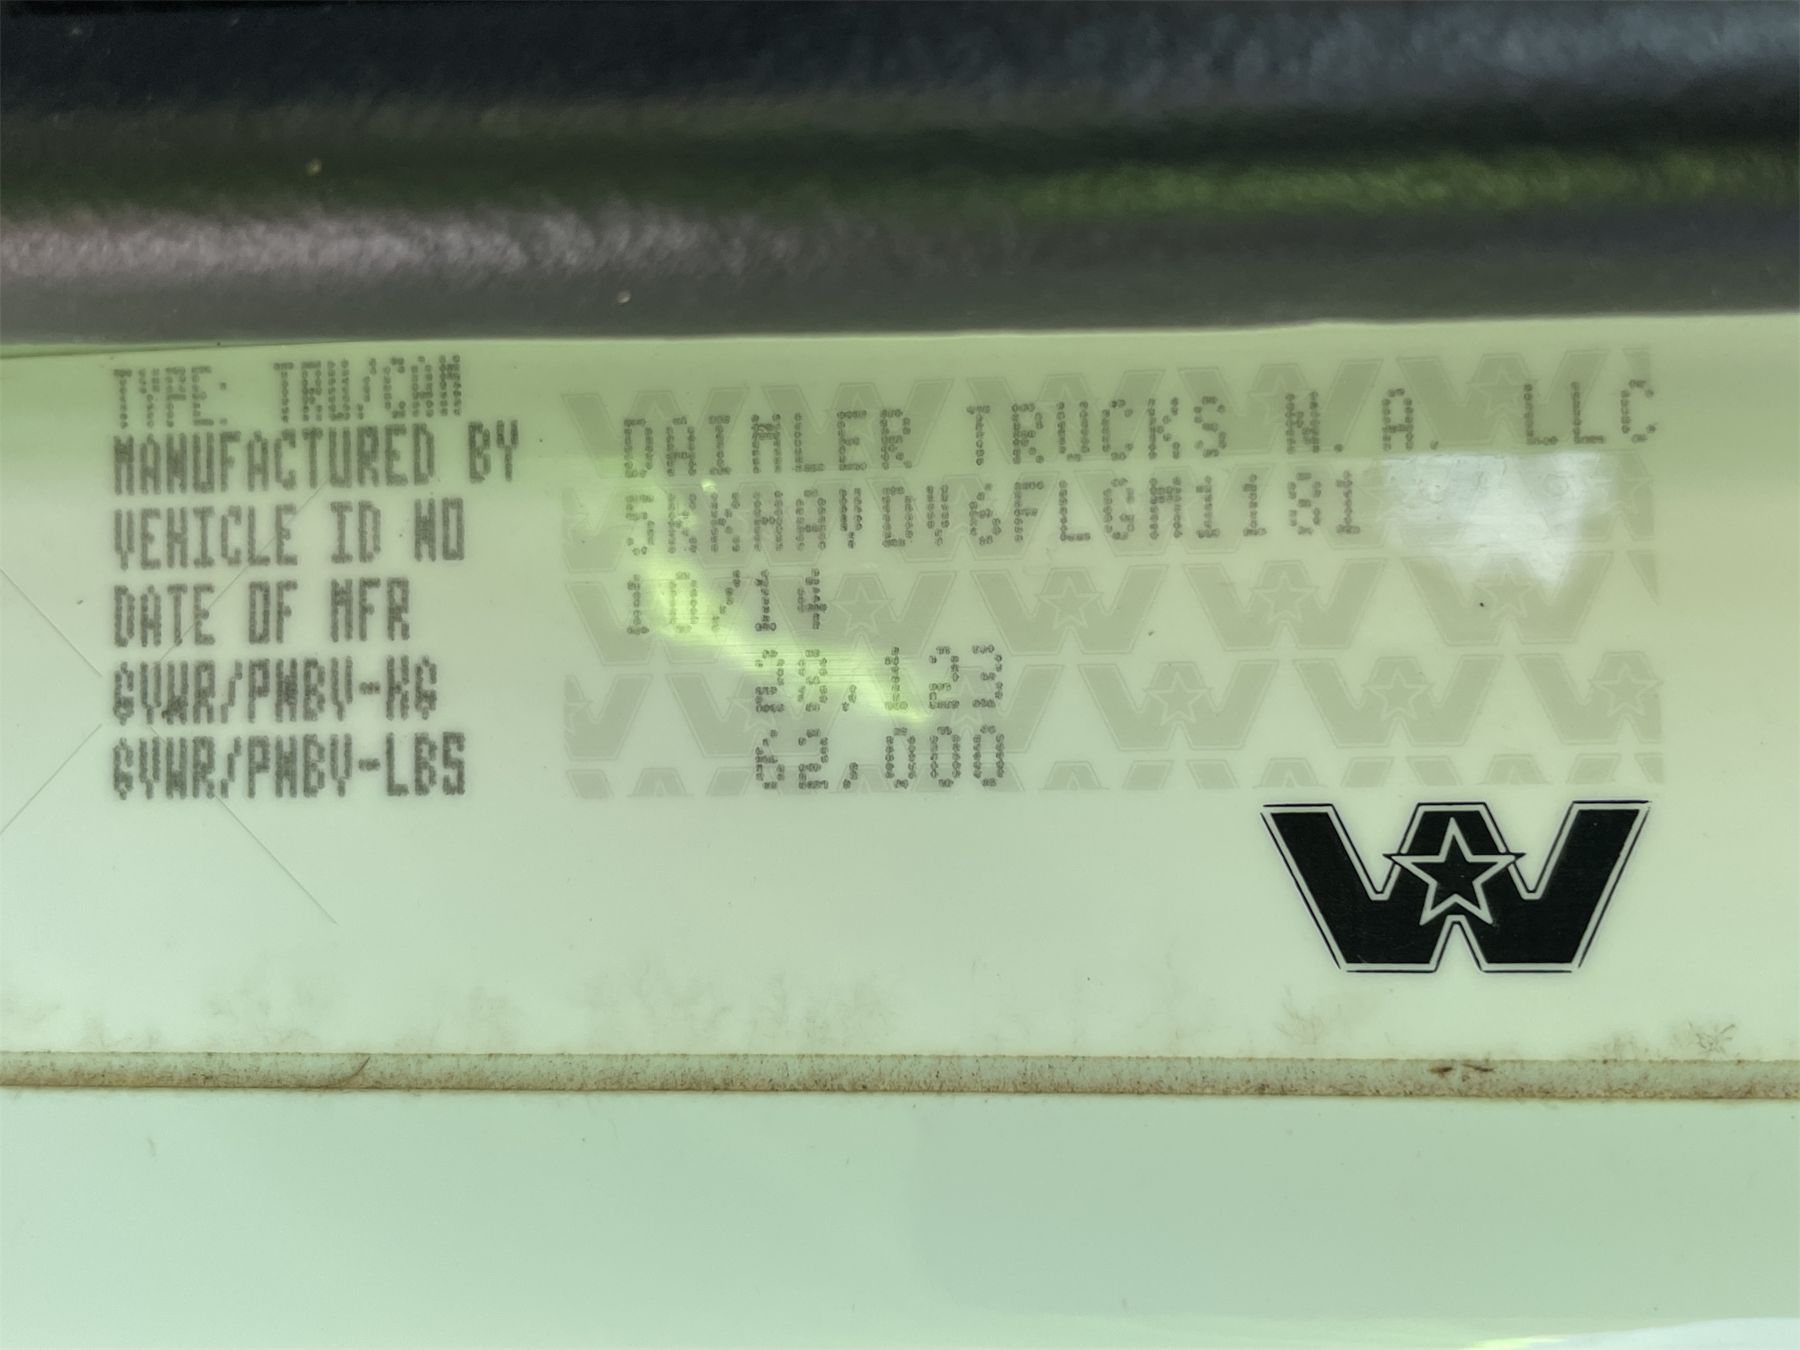 TYPE: TRU/CAM
MANUFACTURED BY DAIMLER TRUCKS N. A. LLC
VEHICLE ID NO
DATE OF MFR 10/14
GVWR/PNBV-KG 28,123
GVWR/PNBV-LBS 62,000